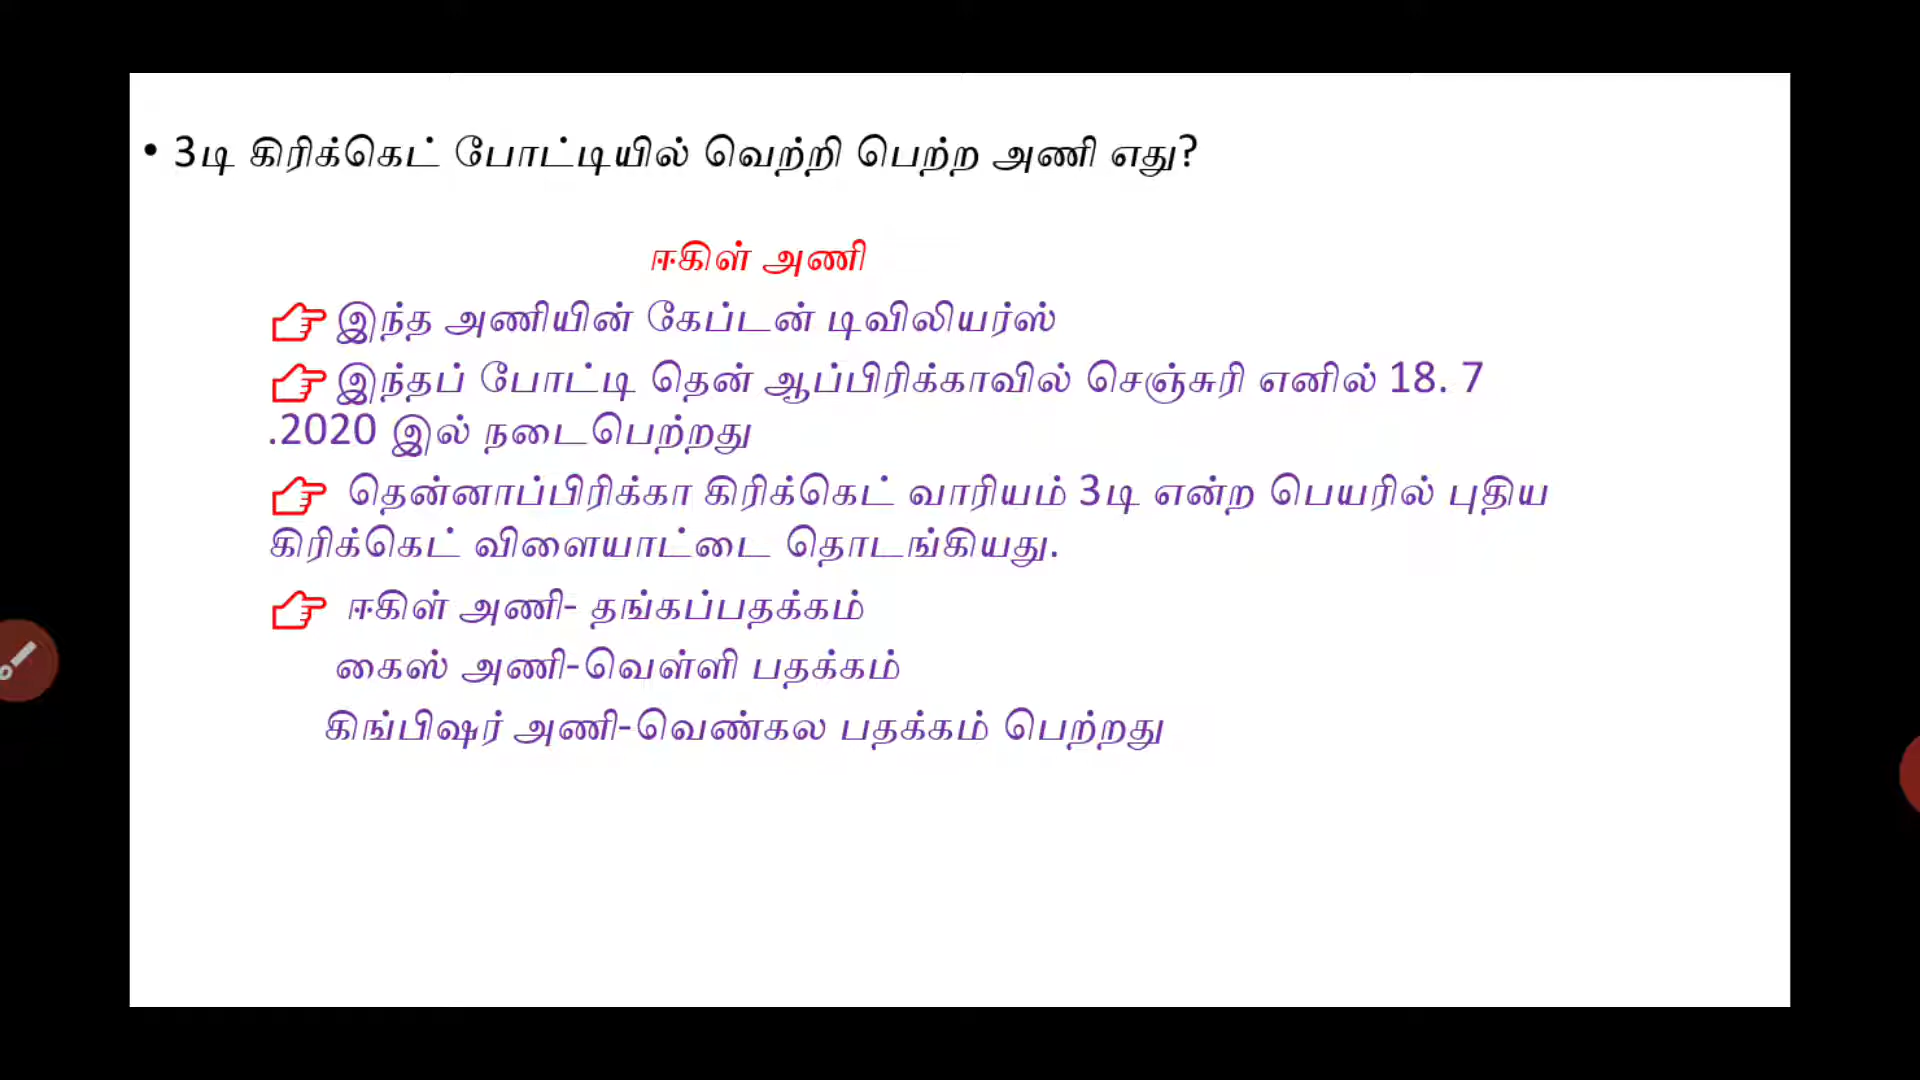 • 3டி கிரிக்கெட் போட்டியில் வெற்றி பெற்ற அணி எது?
ஈகிள் அணி
இந்த அணியின் கேப்டன் டிவிலியர்ஸ்
இந்தப் போட்டி தென் ஆப்பிரிக்காவில் செஞ்சுரி எனில் 18. 7
.2020 இல் நடைபெற்றது
தென்னாப்பிரிக்கா கிரிக்கெட் வாரியம் 3டி என்ற பெயரில் புதிய
கிரிக்கெட் விளையாட்டை தொடங்கியது.
ஈகிள் அணி- தங்கப்பதக்கம்
கைஸ் அணி-வெள்ளி பதக்கம்
கிங்பிஷர் அணி-வெண்கல பதக்கம் பெற்றது